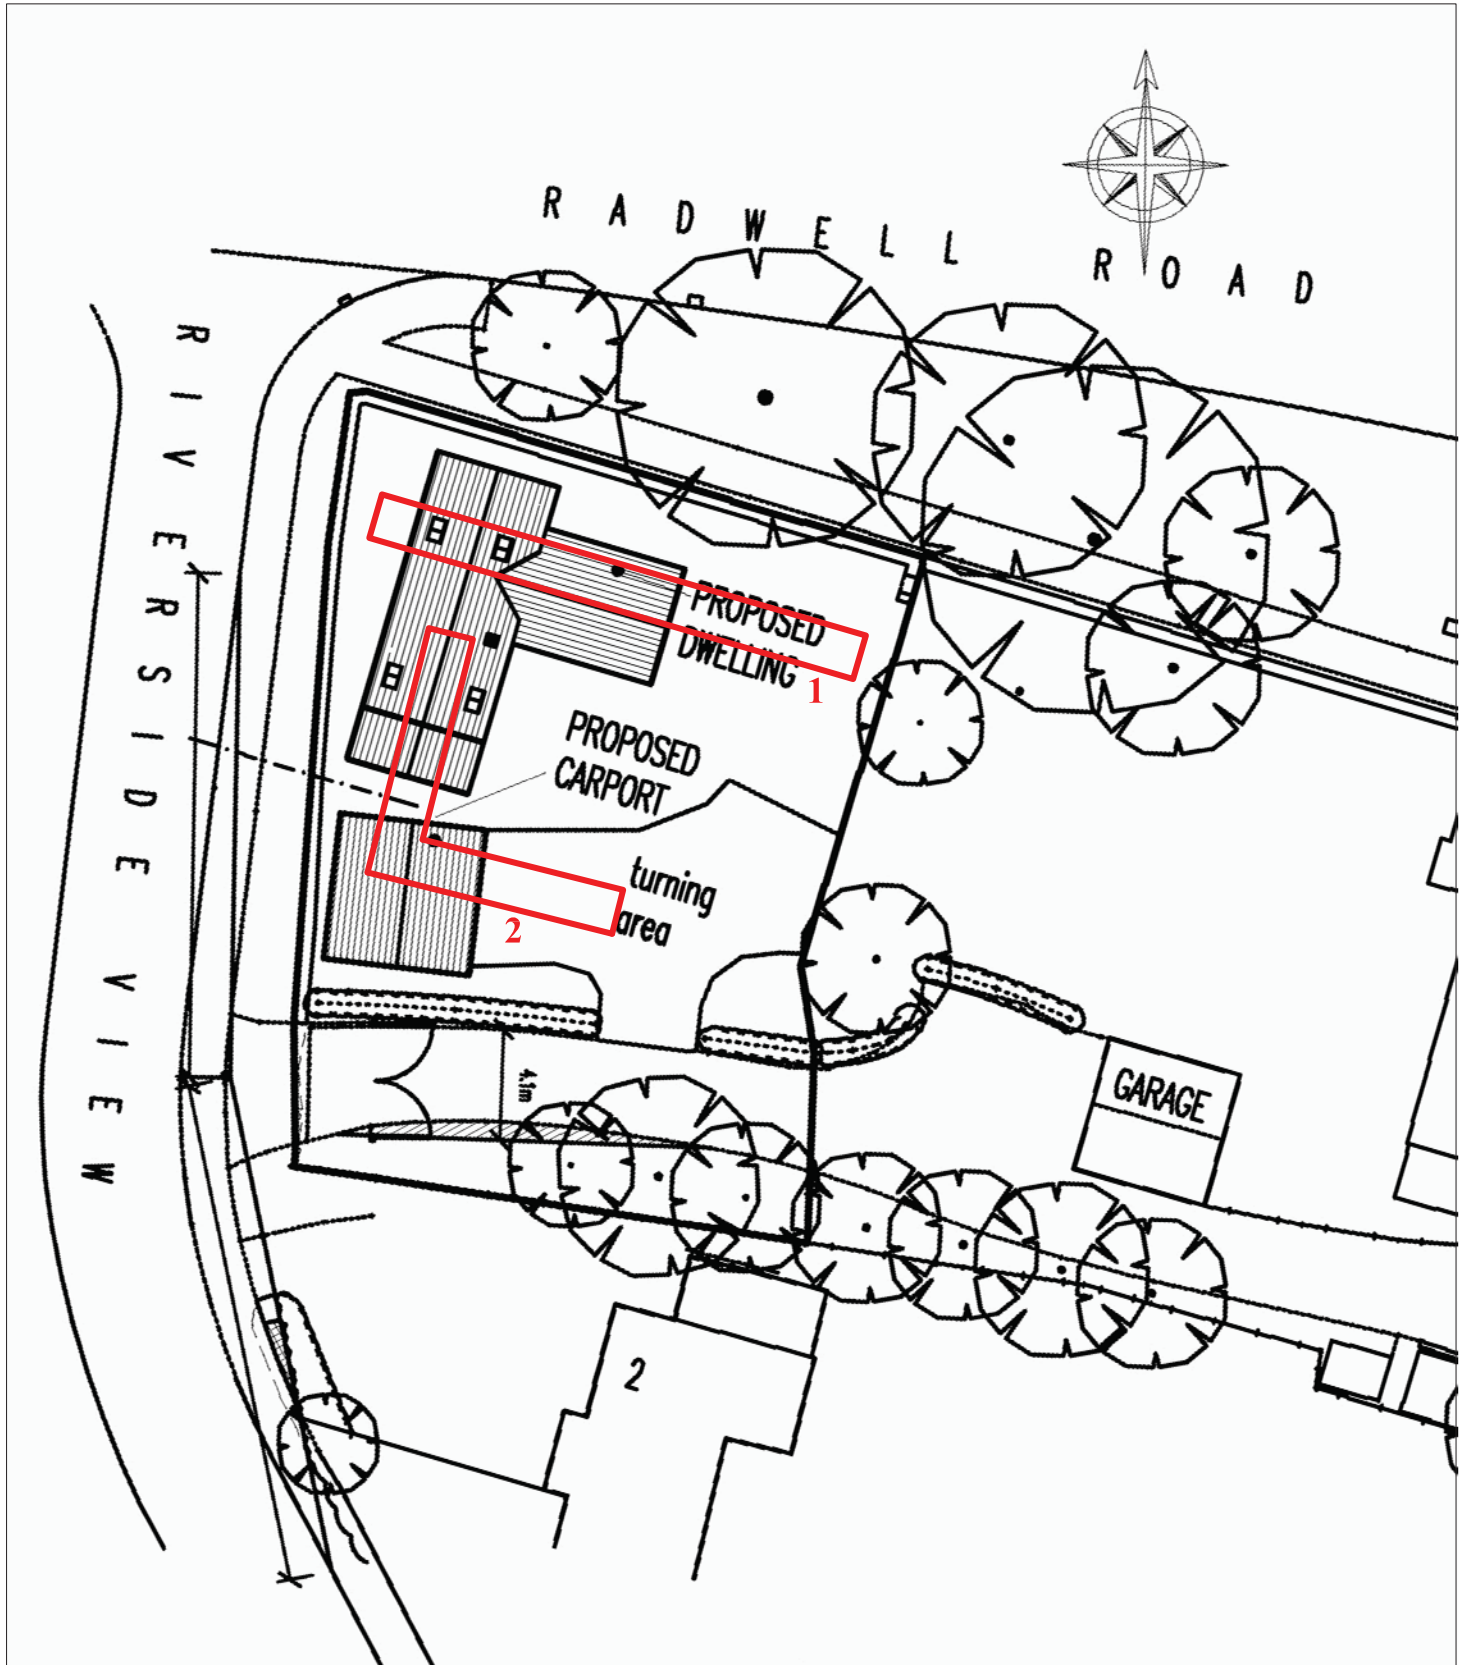 RADWELL ROAD
RIVERSIDE VIEW
PROPOSED
DWELLING
1
PROPOSED
CARPORT
turning
area
2
4.1m
GARAGE
2